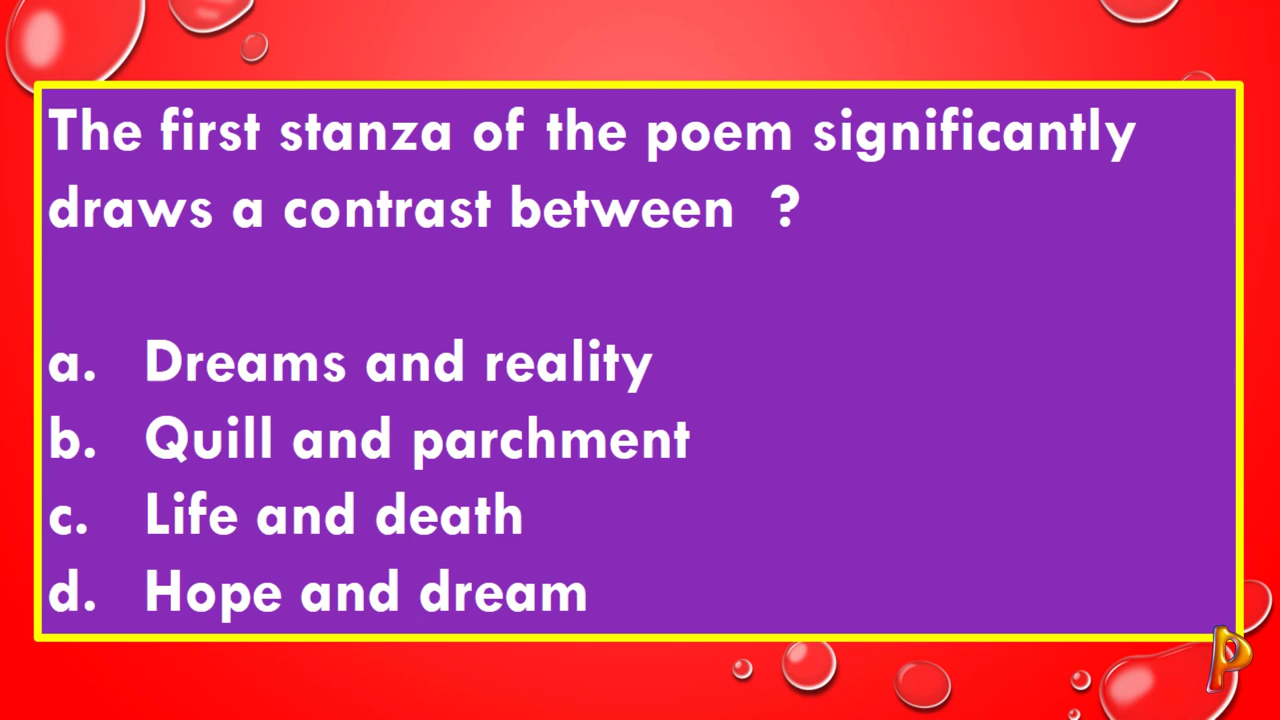 The first stanza of the poem significantly
draws a contrast between ?
a. Dreams and reality
b. Quill and parchment
c. Life and death
d. Hope and dream
P